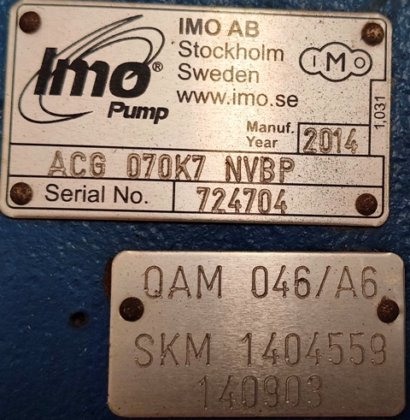 Imo®
Pump
IMO AB
Stockholm
Sweden
www.imo.se
IMO
Manuf. Year 2014
1,031
ACG 070K7 NVBP
Serial No. 724704
QAM 046/A6
SKM 1404559
140903